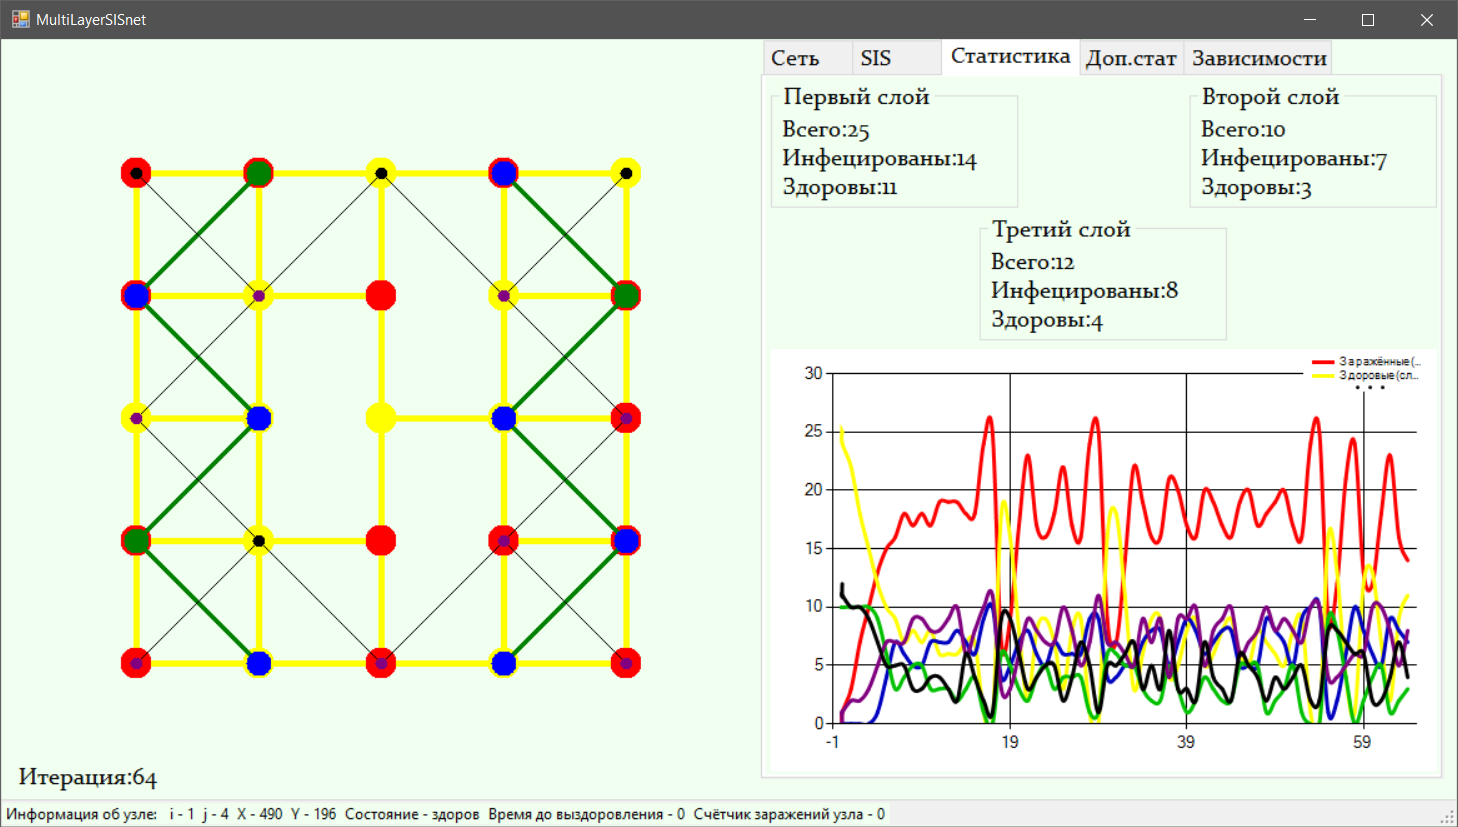 MultiLayerSISnet
Сеть SIS Статистика Доп.стат Зависимости
Первый слой
Всего:25
Инфецированы:14
Здоровы:11
Второй слой
Всего:10
Инфецированы:7
Здоровы:3
Третий слой
Всего:12
Инфецированы:8
Здоровы:4
Заражённые(...
Здоровые(сл...
...
30
25
20
15
10
5
0
-1 19 39 59
Итерация:64
Информация об узле: i - 1 j - 4 X - 490 Y - 196 Состояние - здоров Время до выздоровления - 0 Счётчик заражений узла - 0